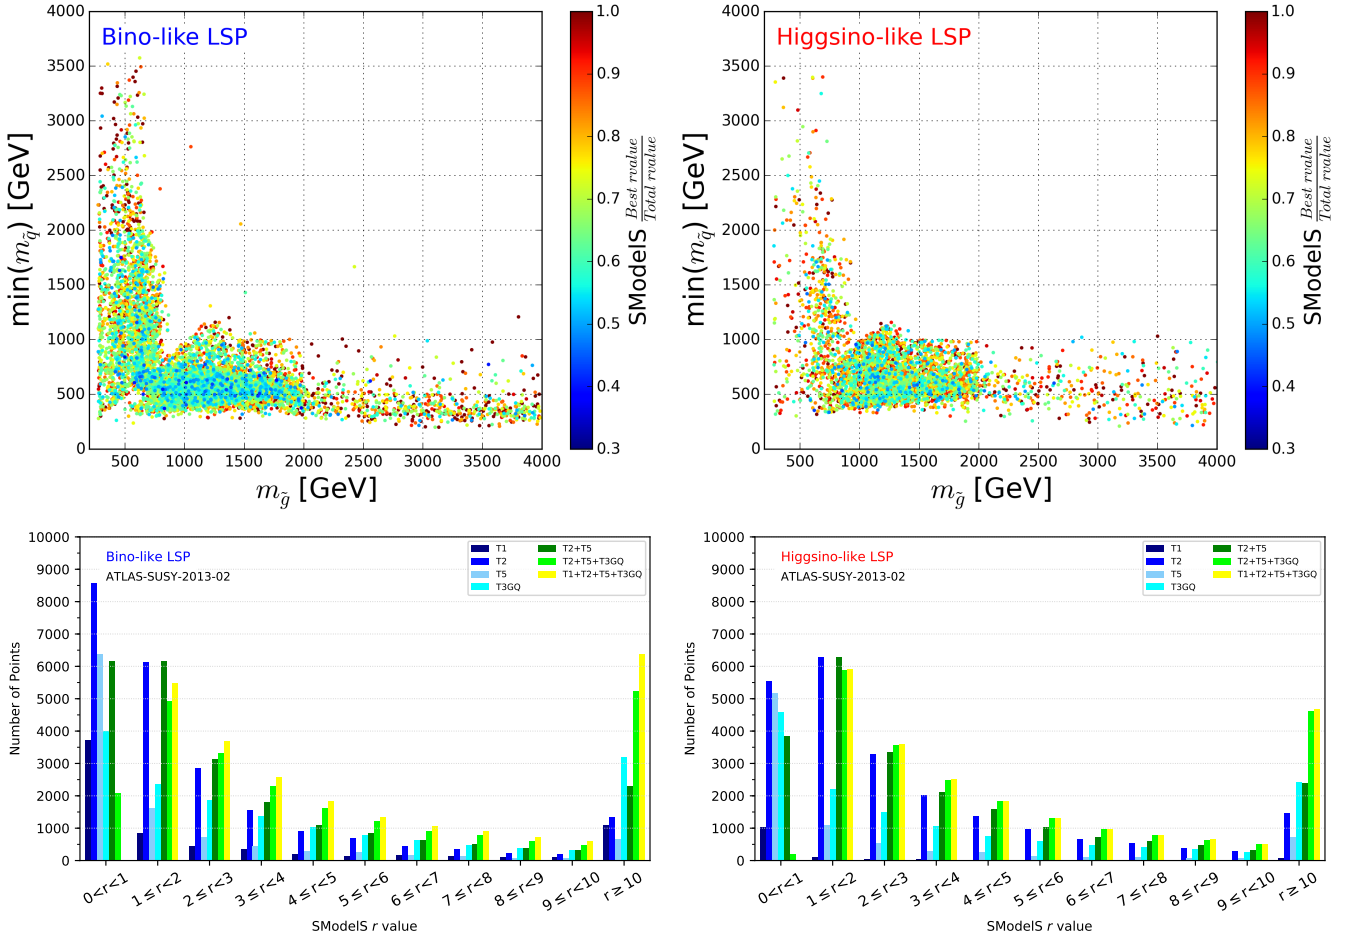 4000
3500
3000
2500
2000
1500
1000
500
0
min(m_q̃) [GeV]
Bino-like LSP
500 1000 1500 2000 2500 3000 3500 4000
m_g̃ [GeV]
1.0
0.9
0.8
0.7
0.6
0.5
0.4
0.3
SModelS Best rvalue / Total rvalue
4000
3500
3000
2500
2000
1500
1000
500
0
min(m_q̃) [GeV]
Higgsino-like LSP
500 1000 1500 2000 2500 3000 3500 4000
m_g̃ [GeV]
1.0
0.9
0.8
0.7
0.6
0.5
0.4
0.3
SModelS Best rvalue / Total rvalue
10000
9000
8000
7000
6000
5000
4000
3000
2000
1000
0
Number of Points
Bino-like LSP
ATLAS-SUSY-2013-02
T1
T2
T5
T3GQ
T2+T5
T2+T5+T3GQ
T1+T2+T5+T3GQ
0<r<1 1≤r<2 2≤r<3 3≤r<4 4≤r<5 5≤r<6 6≤r<7 7≤r<8 8≤r<9 9≤r<10 r≥10
SModelS r value
10000
9000
8000
7000
6000
5000
4000
3000
2000
1000
0
Number of Points
Higgsino-like LSP
ATLAS-SUSY-2013-02
T1
T2
T5
T3GQ
T2+T5
T2+T5+T3GQ
T1+T2+T5+T3GQ
0<r<1 1≤r<2 2≤r<3 3≤r<4 4≤r<5 5≤r<6 6≤r<7 7≤r<8 8≤r<9 9≤r<10 r≥10
SModelS r value